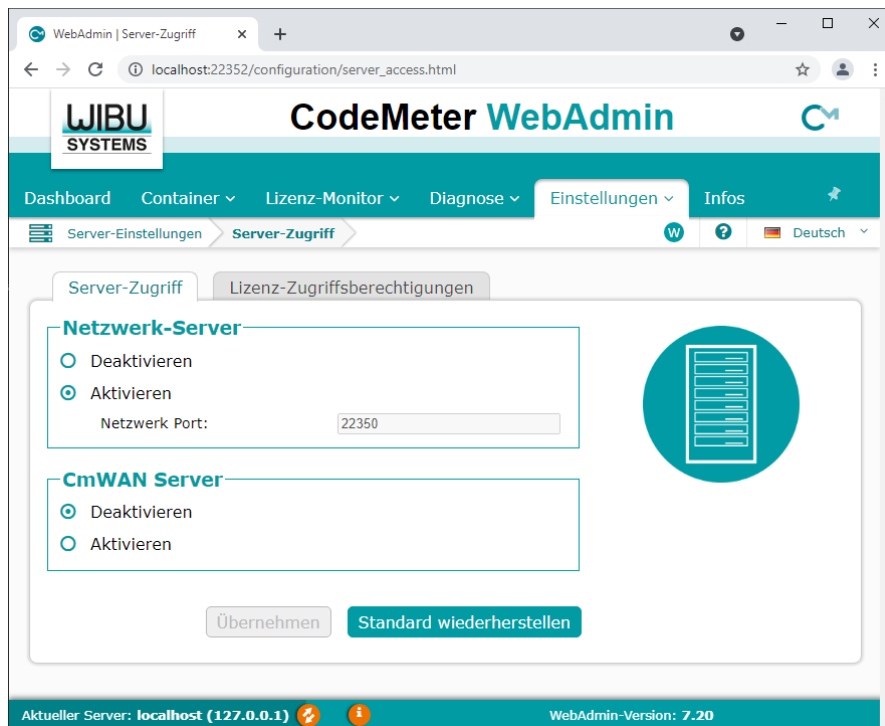 WebAdmin | Server-Zugriff
localhost:22352/configuration/server_access.html
WIBU
SYSTEMS
CodeMeter WebAdmin
CM
Dashboard Container Lizenz-Monitor Diagnose Einstellungen Infos
Server-Einstellungen Server-Zugriff W ? Deutsch
Server-Zugriff Lizenz-Zugriffsberechtigungen
Netzwerk-Server
Deaktivieren
Aktivieren
Netzwerk Port: 22350
CmWAN Server
Deaktivieren
Aktivieren
Übernehmen Standard wiederherstellen
Aktueller Server: localhost (127.0.0.1) i WebAdmin-Version: 7.20